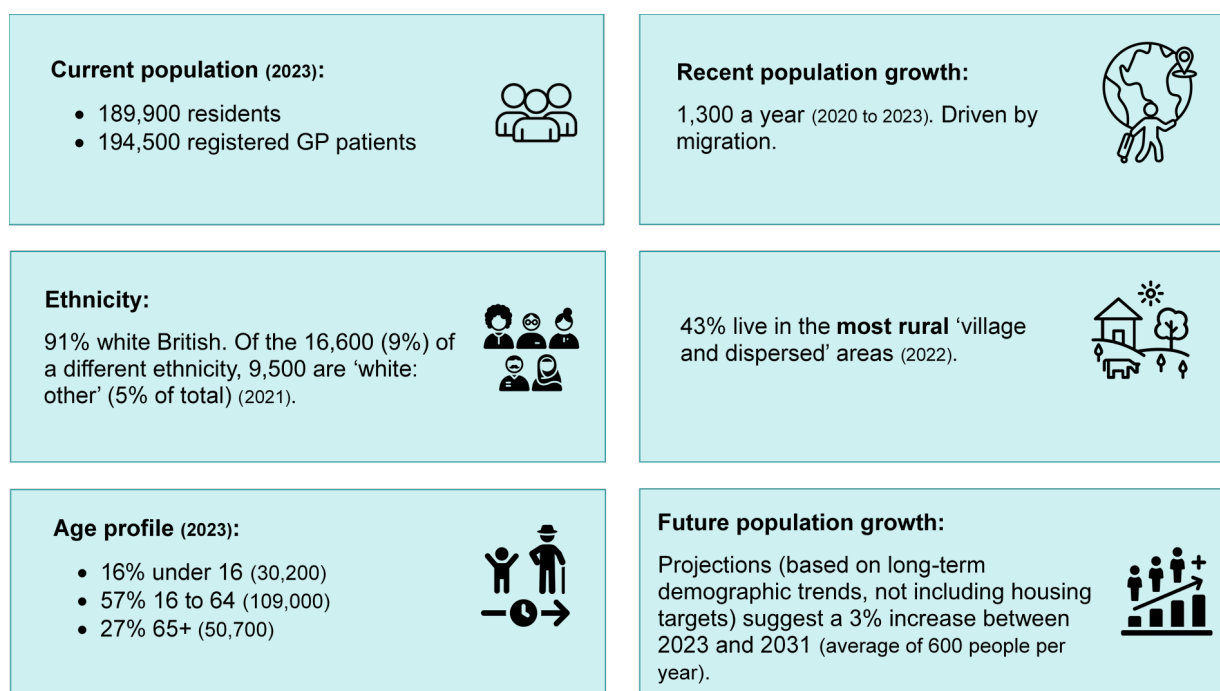 Current population (2023):
• 189,900 residents
• 194,500 registered GP patients
Recent population growth:
1,300 a year (2020 to 2023). Driven by
migration.
Ethnicity:
91% white British. Of the 16,600 (9%) of
a different ethnicity, 9,500 are ‘white:
other’ (5% of total) (2021).
43% live in the most rural ‘village
and dispersed’ areas (2022).
Age profile (2023):
• 16% under 16 (30,200)
• 57% 16 to 64 (109,000)
• 27% 65+ (50,700)
Future population growth:
Projections (based on long-term
demographic trends, not including housing
targets) suggest a 3% increase between
2023 and 2031 (average of 600 people per
year).